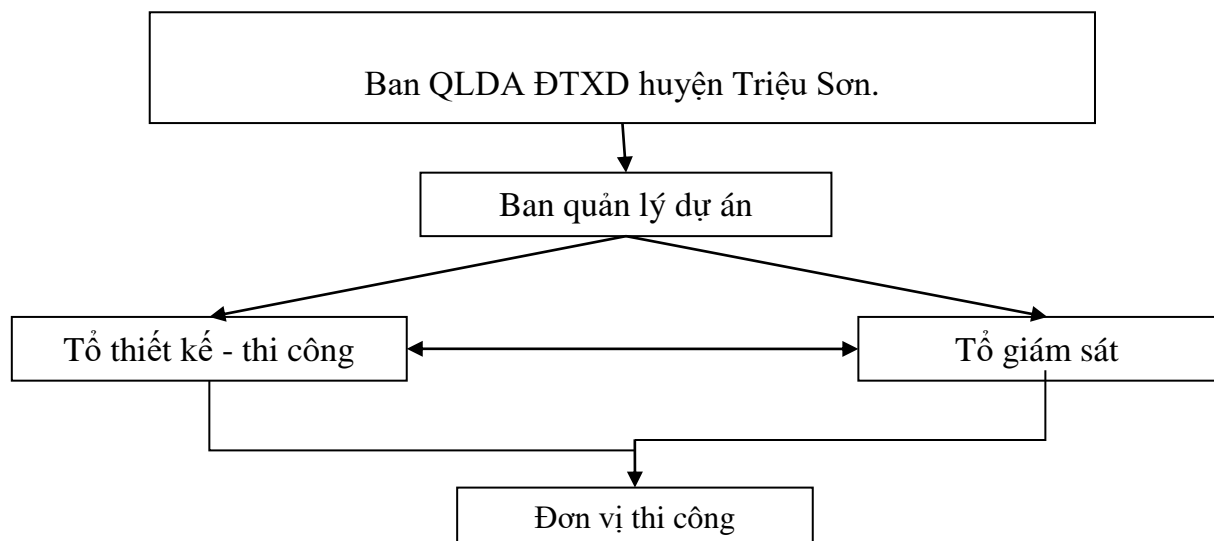 Ban QLDA ĐTXD huyện Triệu Sơn.
Ban quản lý dự án
Tổ thiết kế - thi công
Tổ giám sát
Đơn vị thi công